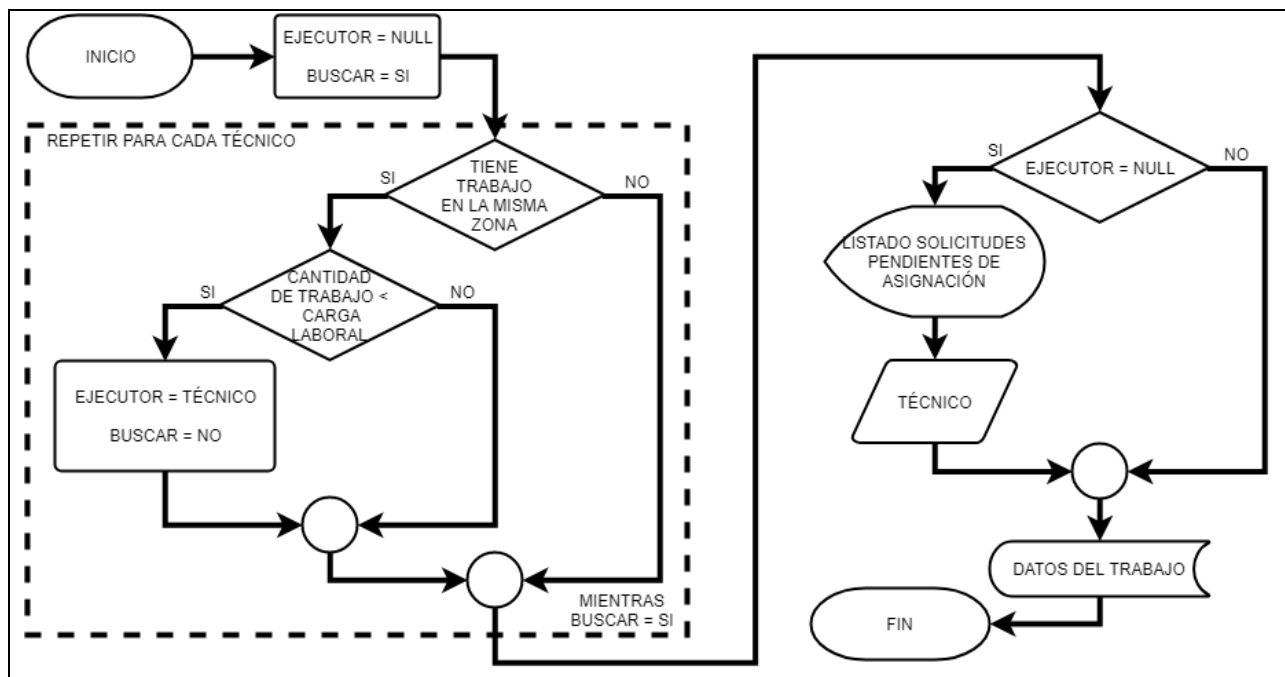 INICIO
EJECUTOR = NULL
BUSCAR = SI
REPETIR PARA CADA TÉCNICO
TIENE
TRABAJO
EN LA MISMA
ZONA
SI
NO
CANTIDAD
DE TRABAJO <
CARGA
LABORAL
SI
NO
EJECUTOR = TÉCNICO
BUSCAR = NO
MIENTRAS
BUSCAR = SI
EJECUTOR = NULL
SI
NO
LISTADO SOLICITUDES
PENDIENTES DE
ASIGNACIÓN
TÉCNICO
DATOS DEL TRABAJO
FIN